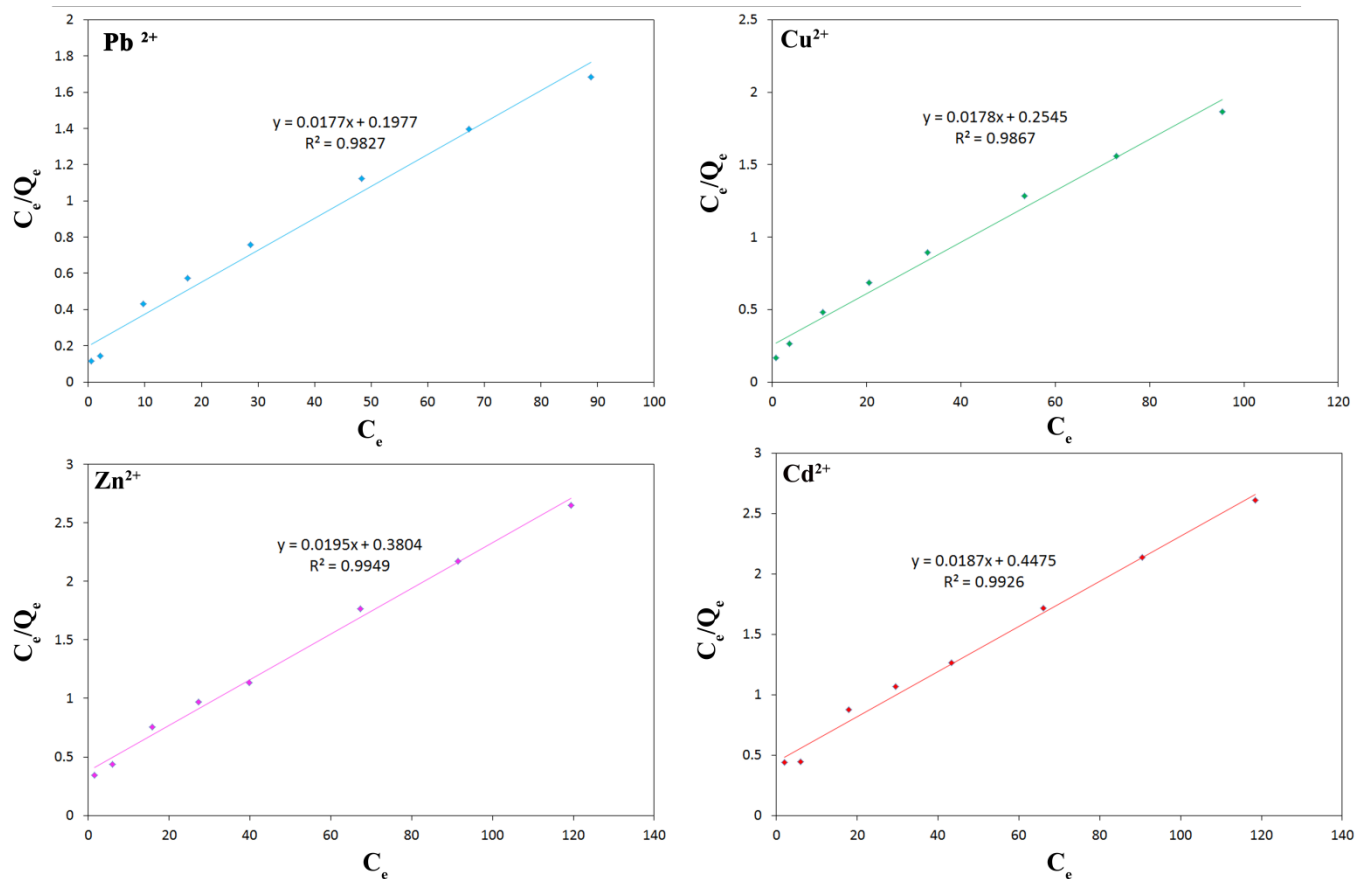 Pb ²⁺
2
1.8
1.6
1.4
1.2
1
0.8
0.6
0.4
0.2
0
Cₑ/Qₑ
y = 0.0177x + 0.1977
R² = 0.9827
0 10 20 30 40 50 60 70 80 90 100
Cₑ
Cu²⁺
2.5
2
1.5
1
0.5
0
Cₑ/Qₑ
y = 0.0178x + 0.2545
R² = 0.9867
0 20 40 60 80 100 120
Cₑ
Zn²⁺
3
2.5
2
1.5
1
0.5
0
Cₑ/Qₑ
y = 0.0195x + 0.3804
R² = 0.9949
0 20 40 60 80 100 120 140
Cₑ
Cd²⁺
3
2.5
2
1.5
1
0.5
0
Cₑ/Qₑ
y = 0.0187x + 0.4475
R² = 0.9926
0 20 40 60 80 100 120 140
Cₑ